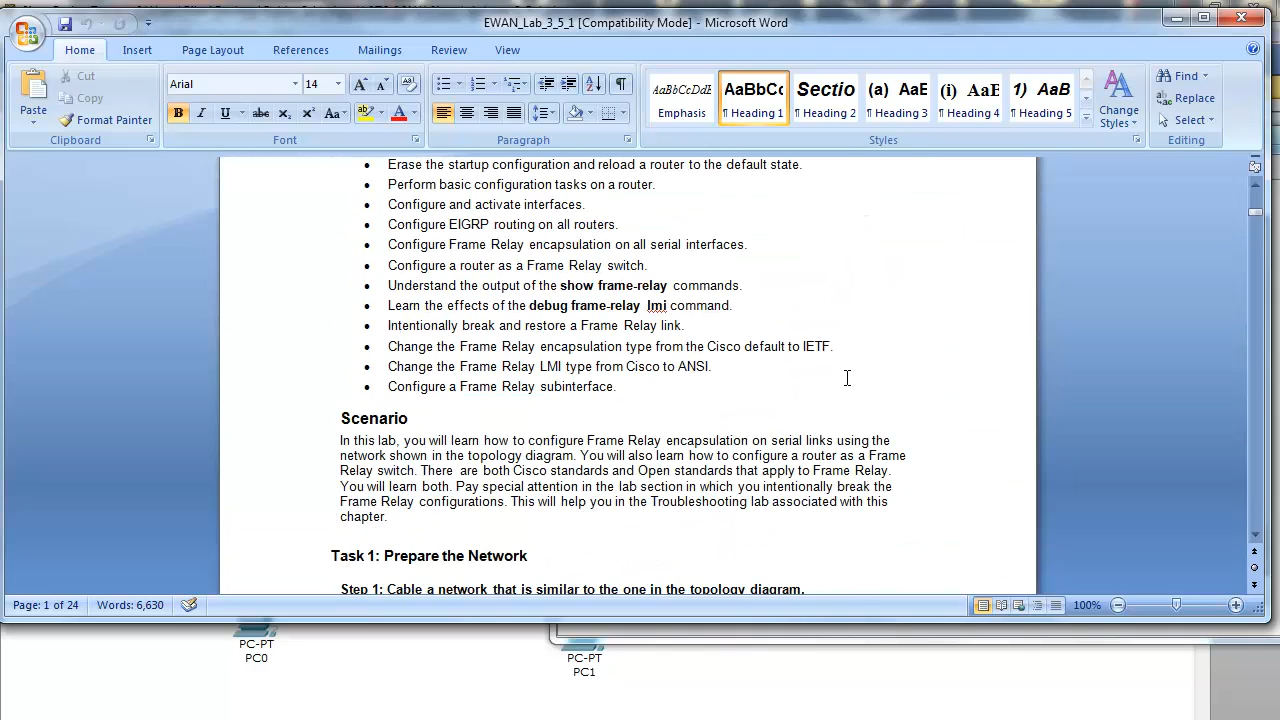 EWAN_Lab_3_5_1 [Compatibility Mode] - Microsoft Word
Home Insert Page Layout References Mailings Review View
Paste
Cut
Copy
Format Painter
Clipboard
Arial 14
B I U abc x₂ x² Aa ab A
Font
Paragraph
AaBbCcDdE AaBbCc Sectio (a) AaE (i) AaE 1) AaB
Emphasis ¶ Heading 1 ¶ Heading 2 ¶ Heading 3 ¶ Heading 4 ¶ Heading 5
Change Styles
Styles
Find
Replace
Select
Editing
• Erase the startup configuration and reload a router to the default state.
• Perform basic configuration tasks on a router.
• Configure and activate interfaces.
• Configure EIGRP routing on all routers.
• Configure Frame Relay encapsulation on all serial interfaces.
• Configure a router as a Frame Relay switch.
• Understand the output of the show frame-relay commands.
• Learn the effects of the debug frame-relay lmi command.
• Intentionally break and restore a Frame Relay link.
• Change the Frame Relay encapsulation type from the Cisco default to IETF.
• Change the Frame Relay LMI type from Cisco to ANSI.
• Configure a Frame Relay subinterface.
Scenario
In this lab, you will learn how to configure Frame Relay encapsulation on serial links using the
network shown in the topology diagram. You will also learn how to configure a router as a Frame
Relay switch. There are both Cisco standards and Open standards that apply to Frame Relay.
You will learn both. Pay special attention in the lab section in which you intentionally break the
Frame Relay configurations. This will help you in the Troubleshooting lab associated with this
chapter.
Task 1: Prepare the Network
Step 1: Cable a network that is similar to the one in the topology diagram.
Page: 1 of 24 Words: 6,630 100%
PC-PT
PC0
PC-PT
PC1